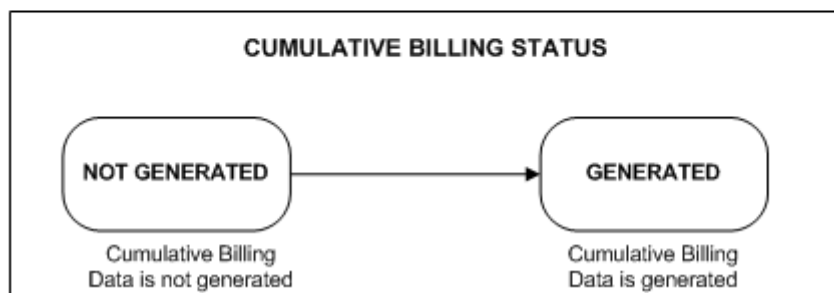 CUMULATIVE BILLING STATUS
NOT GENERATED
GENERATED
Cumulative Billing
Data is not generated
Cumulative Billing
Data is generated